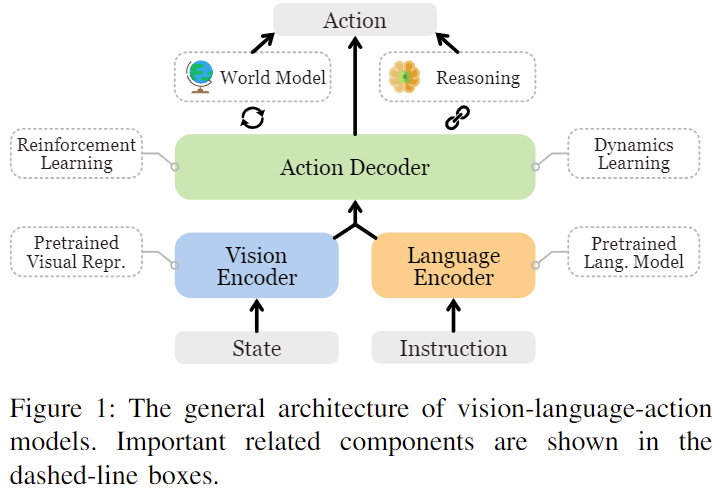 Action
World Model
Reasoning
Reinforcement
Learning
Action Decoder
Dynamics
Learning
Pretrained
Visual Repr.
Vision
Encoder
Language
Encoder
Pretrained
Lang. Model
State
Instruction
Figure 1: The general architecture of vision-language-action
models. Important related components are shown in the
dashed-line boxes.